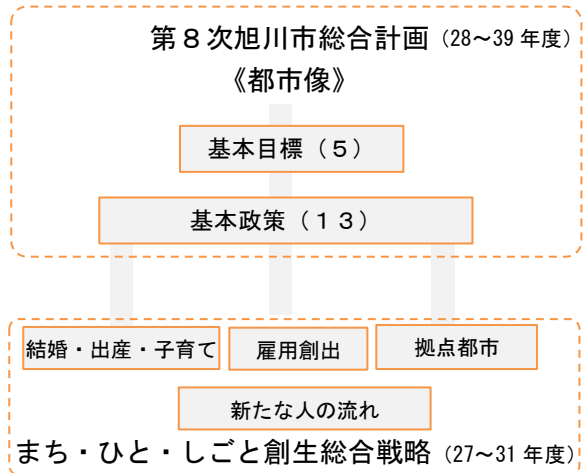 第８次旭川市総合計画（28～39 年度）
《都市像》
基本目標（５）
基本政策（１３）
結婚・出産・子育て
雇用創出
拠点都市
新たな人の流れ
まち・ひと・しごと創生総合戦略（27～31 年度）